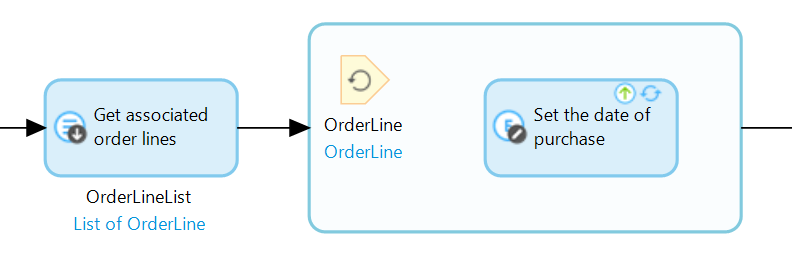 Get associated
order lines
OrderLineList
List of OrderLine
OrderLine
OrderLine
Set the date of
purchase